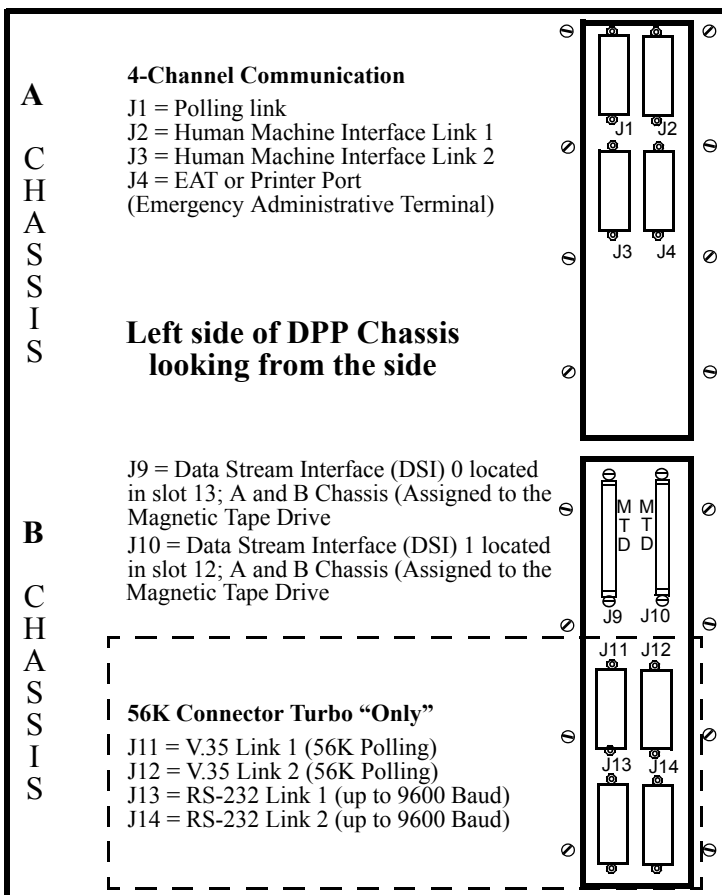 A
CHASSIS
4-Channel Communication
J1 = Polling link
J2 = Human Machine Interface Link 1
J3 = Human Machine Interface Link 2
J4 = EAT or Printer Port
(Emergency Administrative Terminal)
J1 J2
J3 J4
Left side of DPP Chassis
looking from the side
B
CHASSIS
J9 = Data Stream Interface (DSI) 0 located
in slot 13; A and B Chassis (Assigned to the
Magnetic Tape Drive
J10 = Data Stream Interface (DSI) 1 located
in slot 12; A and B Chassis (Assigned to the
Magnetic Tape Drive
MTD MTD
J9 J10
J11 J12
56K Connector Turbo “Only”
J11 = V.35 Link 1 (56K Polling)
J12 = V.35 Link 2 (56K Polling)
J13 = RS-232 Link 1 (up to 9600 Baud)
J14 = RS-232 Link 2 (up to 9600 Baud)
J13 J14